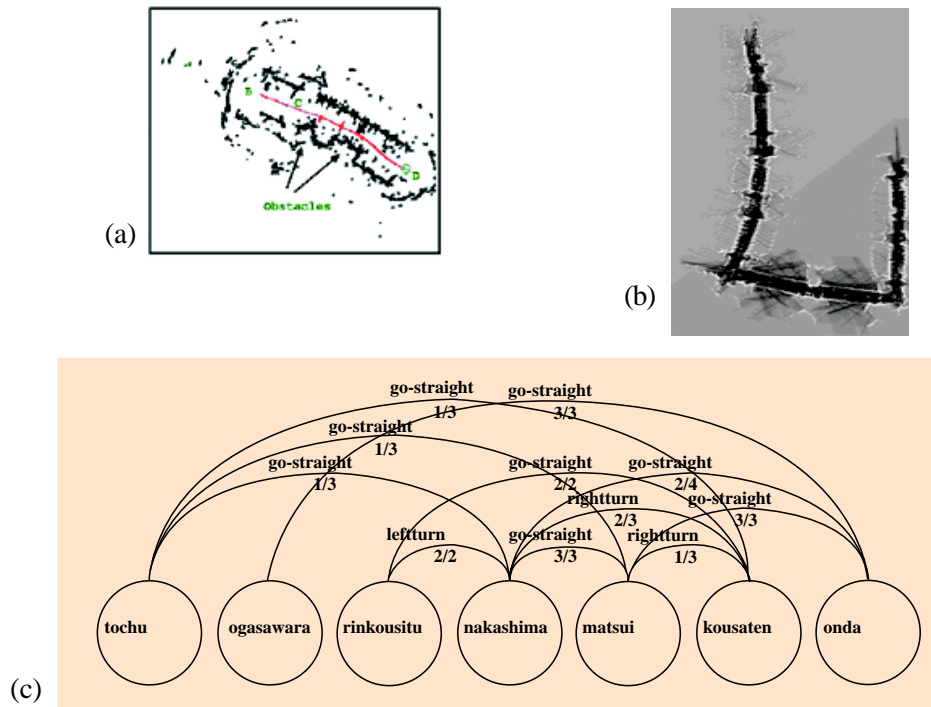 B
C
D
Obstacles
(a)
(b)
go-straight
1/3
go-straight
3/3
go-straight
1/3
go-straight
1/3
go-straight
2/2
go-straight
2/4
rightturn
2/3
go-straight
3/3
leftturn
2/2
go-straight
3/3
rightturn
1/3
tochu
ogasawara
rinkousitu
nakashima
matsui
kousaten
onda
(c)